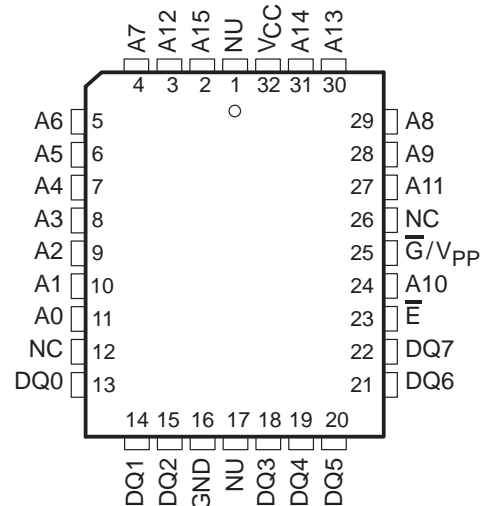 A7 A12 A15 NU VCC A14 A13
4 3 2 1 32 31 30
A6 5 29 A8
A5 6 28 A9
A4 7 27 A11
A3 8 26 NC
A2 9 25 G̅/VPP
A1 10 24 A10
A0 11 23 E̅
NC 12 22 DQ7
DQ0 13 21 DQ6
14 15 16 17 18 19 20
DQ1 DQ2 GND NU DQ3 DQ4 DQ5